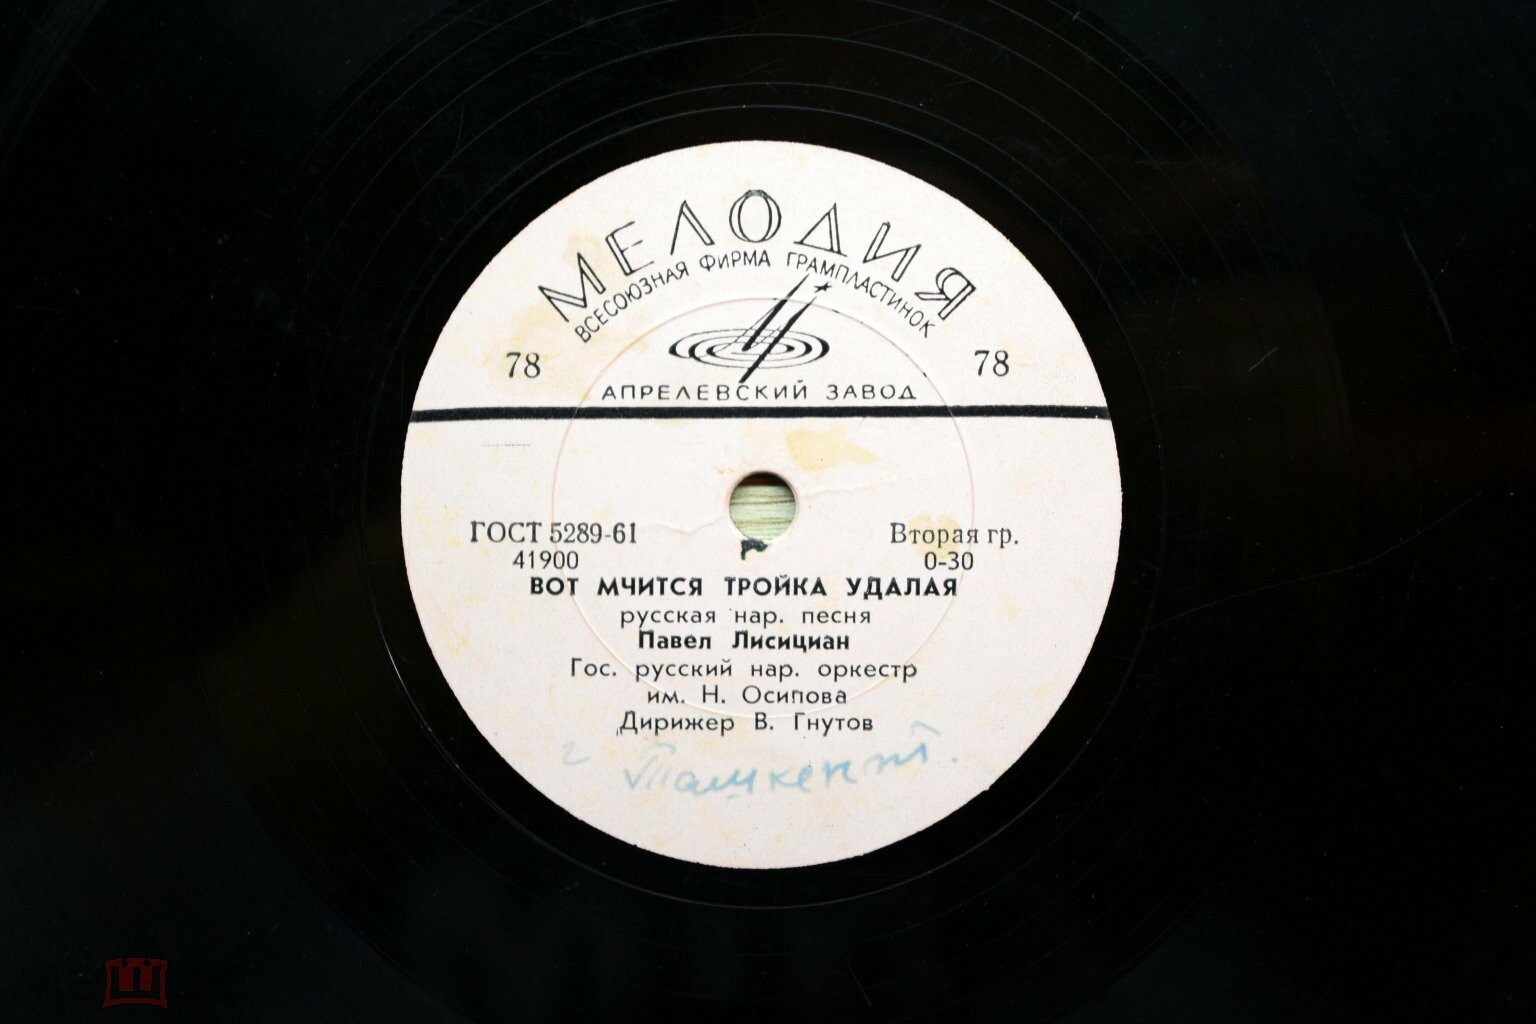 МЕЛОДИЯ
ВСЕСОЮЗНАЯ ФИРМА ГРАМПЛАСТИНОК
78 78
АПРЕЛЕВСКИЙ ЗАВОД
ГОСТ 5289-61 Вторая гр.
41900 0-30
ВОТ МЧИТСЯ ТРОЙКА УДАЛАЯ
русская нар. песня
Павел Лисициан
Гос. русский нар. оркестр
им. Н. Осипова
Дирижер В. Гнутов
г Ташкент.